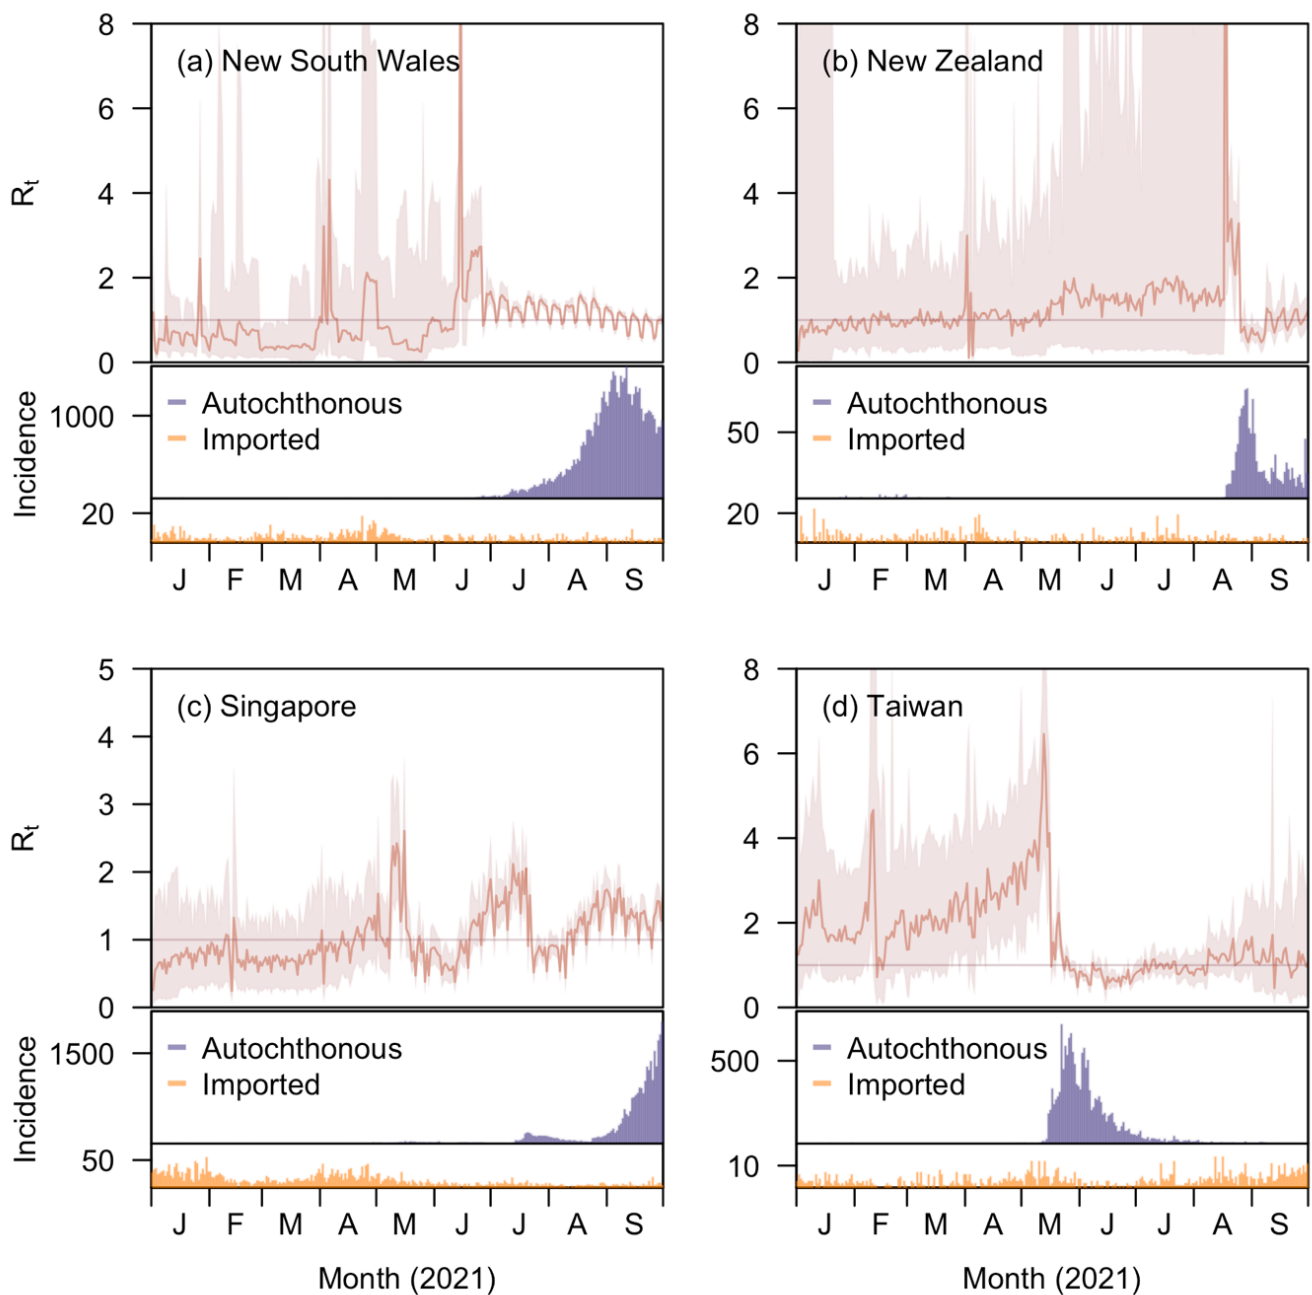 8
(a) New South Wales
6
4
2
0
Rt
Autochthonous
Imported
1000
20
Incidence
J F M A M J J A S
8
(b) New Zealand
6
4
2
0
Autochthonous
Imported
50
20
J F M A M J J A S
5
(c) Singapore
4
3
2
1
0
Rt
Autochthonous
Imported
1500
50
Incidence
J F M A M J J A S
Month (2021)
8
(d) Taiwan
6
4
2
0
Autochthonous
Imported
500
10
J F M A M J J A S
Month (2021)